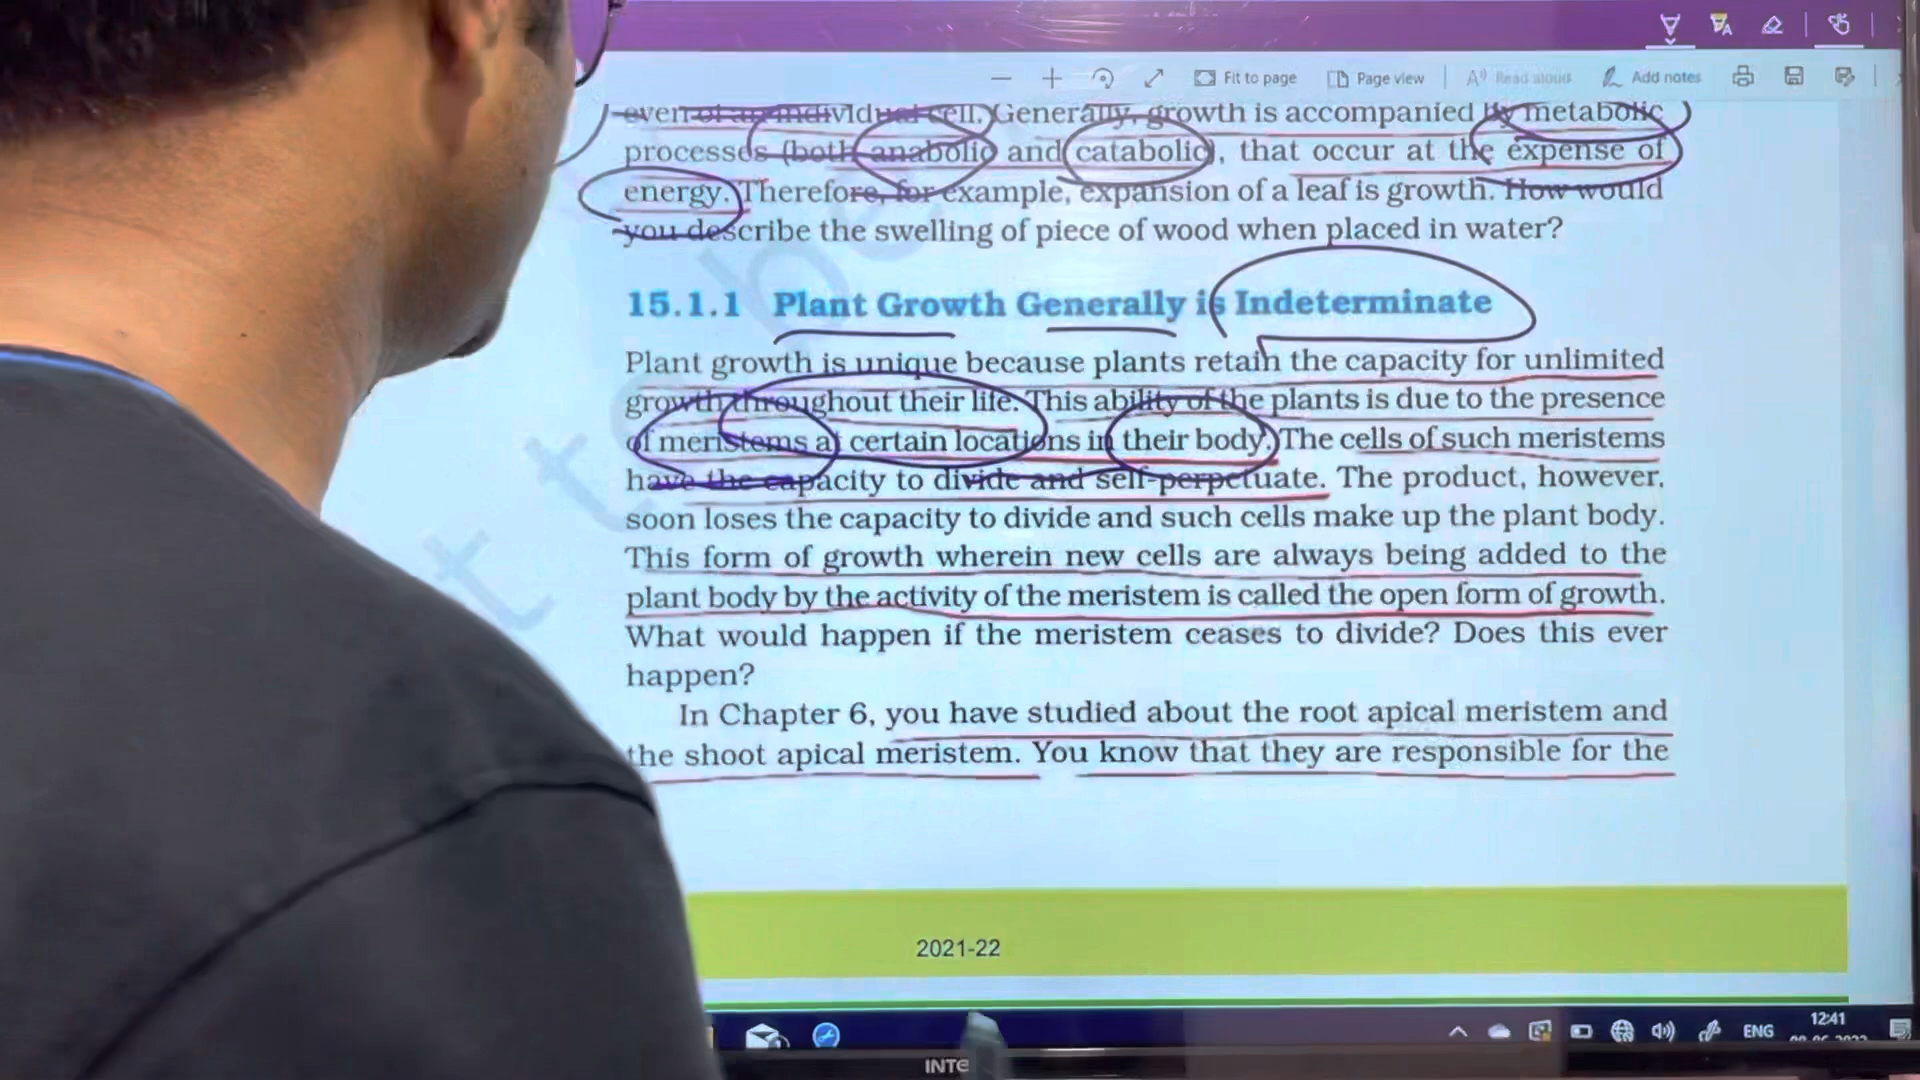 Fit to page
Page view
Read aloud
Add notes
even of an individual cell. Generally, growth is accompanied by metabolic
processes (both anabolic and catabolic), that occur at the expense of
energy. Therefore, for example, expansion of a leaf is growth. How would
you describe the swelling of piece of wood when placed in water?
15.1.1 Plant Growth Generally is Indeterminate
Plant growth is unique because plants retain the capacity for unlimited
growth throughout their life. This ability of the plants is due to the presence
of meristems at certain locations in their body. The cells of such meristems
have the capacity to divide and self-perpetuate. The product, however,
soon loses the capacity to divide and such cells make up the plant body.
This form of growth wherein new cells are always being added to the
plant body by the activity of the meristem is called the open form of growth.
What would happen if the meristem ceases to divide? Does this ever
happen?
In Chapter 6, you have studied about the root apical meristem and
the shoot apical meristem. You know that they are responsible for the
2021-22
ENG
12:41
INTE